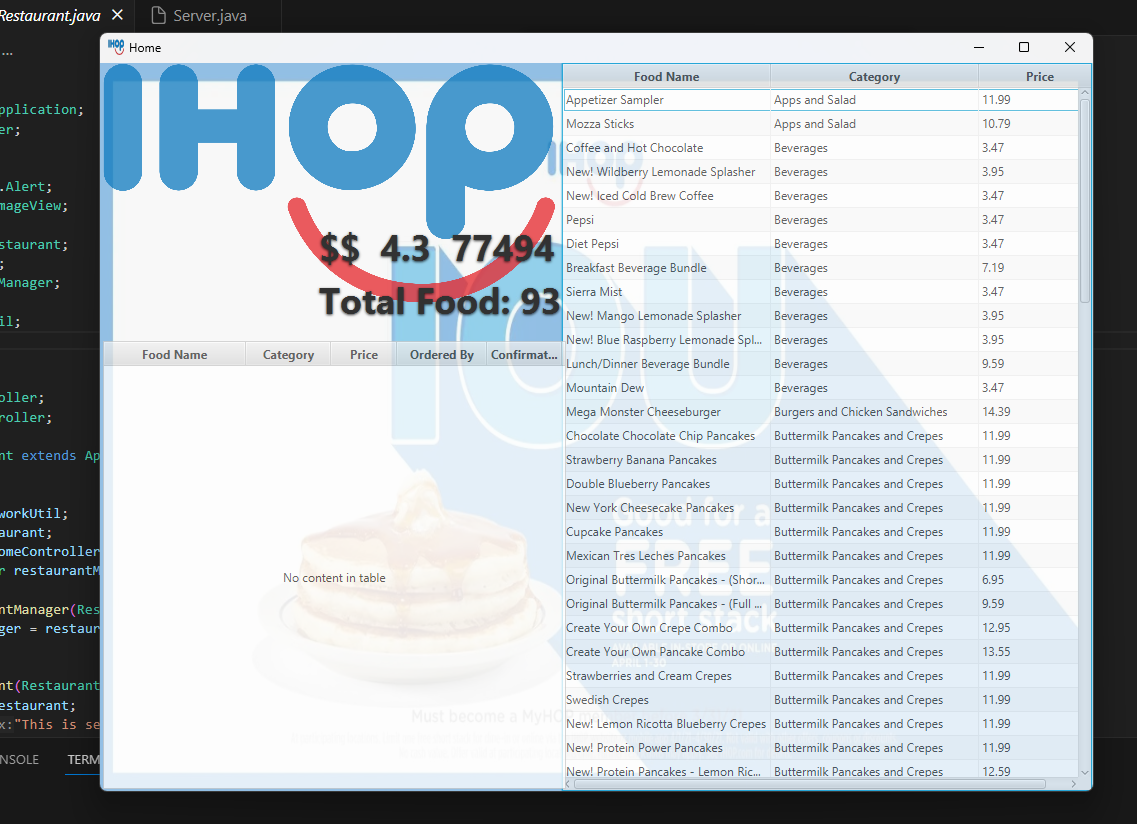 Restaurant.java
Server.java
...
pplication;
er;
.Alert;
mageView;
staurant;
;
Manager;
il;
oller;
roller;
nt extends Ap
workUtil;
aurant;
omeController
r restaurantM
ntManager(Res
ger = restaur
nt(Restaurant
estaurant;
x:"This is se
NSOLE
TERM
Home
IHOP
$$ 4.3 77494
Total Food: 93
Food Name Category Price Ordered By Confirmat...
No content in table
IOU
Good for a
FREE
short stack
APRIL 1-30
Food Name Category Price
Appetizer Sampler Apps and Salad 11.99
Mozza Sticks Apps and Salad 10.79
Coffee and Hot Chocolate Beverages 3.47
New! Wildberry Lemonade Splasher Beverages 3.95
New! Iced Cold Brew Coffee Beverages 3.47
Pepsi Beverages 3.47
Diet Pepsi Beverages 3.47
Breakfast Beverage Bundle Beverages 7.19
Sierra Mist Beverages 3.47
New! Mango Lemonade Splasher Beverages 3.95
New! Blue Raspberry Lemonade Spl... Beverages 3.95
Lunch/Dinner Beverage Bundle Beverages 9.59
Mountain Dew Beverages 3.47
Mega Monster Cheeseburger Burgers and Chicken Sandwiches 14.39
Chocolate Chocolate Chip Pancakes Buttermilk Pancakes and Crepes 11.99
Strawberry Banana Pancakes Buttermilk Pancakes and Crepes 11.99
Double Blueberry Pancakes Buttermilk Pancakes and Crepes 11.99
New York Cheesecake Pancakes Buttermilk Pancakes and Crepes 11.99
Cupcake Pancakes Buttermilk Pancakes and Crepes 11.99
Mexican Tres Leches Pancakes Buttermilk Pancakes and Crepes 11.99
Original Buttermilk Pancakes - (Shor... Buttermilk Pancakes and Crepes 6.95
Original Buttermilk Pancakes - (Full ... Buttermilk Pancakes and Crepes 9.59
Create Your Own Crepe Combo Buttermilk Pancakes and Crepes 12.95
Create Your Own Pancake Combo Buttermilk Pancakes and Crepes 13.55
Strawberries and Cream Crepes Buttermilk Pancakes and Crepes 11.99
Swedish Crepes Buttermilk Pancakes and Crepes 11.99
New! Lemon Ricotta Blueberry Crepes Buttermilk Pancakes and Crepes 11.99
New! Protein Power Pancakes Buttermilk Pancakes and Crepes 11.99
New! Protein Pancakes - Lemon Ric... Buttermilk Pancakes and Crepes 12.59
Must become a MyHOP